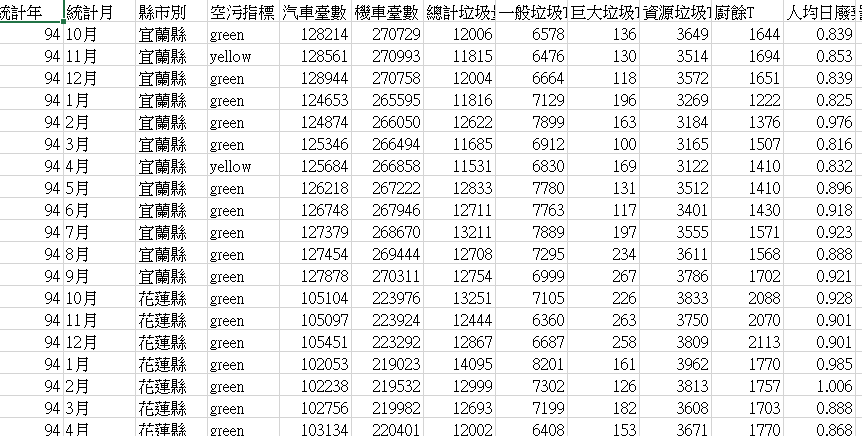 統計年 統計月 縣市別 空污指標 汽車臺數 機車臺數 總計垃圾 一般垃圾T 巨大垃圾T 資源垃圾T 廚餘T 人均日廢
94 10月 宜蘭縣 green 128214 270729 12006 6578 136 3649 1644 0.839
94 11月 宜蘭縣 yellow 128561 270993 11815 6476 130 3514 1694 0.853
94 12月 宜蘭縣 green 128944 270758 12004 6664 118 3572 1651 0.839
94 1月 宜蘭縣 green 124653 265595 11816 7129 196 3269 1222 0.825
94 2月 宜蘭縣 green 124874 266050 12622 7899 163 3184 1376 0.976
94 3月 宜蘭縣 green 125346 266494 11685 6912 100 3165 1507 0.816
94 4月 宜蘭縣 yellow 125684 266858 11531 6830 169 3122 1410 0.832
94 5月 宜蘭縣 green 126218 267222 12833 7780 131 3512 1410 0.896
94 6月 宜蘭縣 green 126748 267946 12711 7763 117 3401 1430 0.918
94 7月 宜蘭縣 green 127379 268670 13211 7889 197 3555 1571 0.923
94 8月 宜蘭縣 green 127454 269444 12708 7295 234 3611 1568 0.888
94 9月 宜蘭縣 green 127878 270311 12754 6999 267 3786 1702 0.921
94 10月 花蓮縣 green 105104 223976 13251 7105 226 3833 2088 0.928
94 11月 花蓮縣 green 105097 223924 12444 6360 263 3750 2070 0.901
94 12月 花蓮縣 green 105451 223292 12867 6687 258 3809 2113 0.901
94 1月 花蓮縣 green 102053 219023 14095 8201 161 3962 1770 0.985
94 2月 花蓮縣 green 102238 219532 12999 7302 126 3813 1757 1.006
94 3月 花蓮縣 green 102756 219982 12693 7199 182 3608 1703 0.888
94 4月 花蓮縣 green 103134 220401 12002 6408 153 3671 1770 0.868